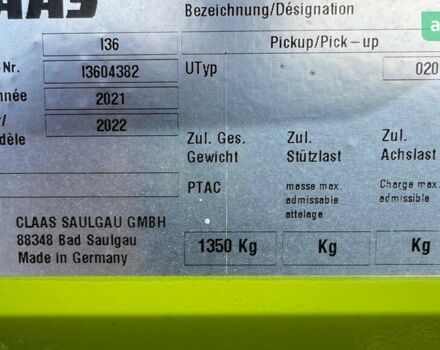 AAS
Bezeichnung/Désignation
I36
Pickup/Pick-up
-Nr.
I3604382
UTyp
020
nnée
2021
r/
dèle
2022
Zul. Ges.
Gewicht
Zul.
Stützlast
Zul.
Achslast
PTAC
masse max.
admissable
attelage
Charge max.
admissible
CLAAS SAULGAU GMBH
88348 Bad Saulgau
Made in Germany
1350 Kg
Kg
Kg